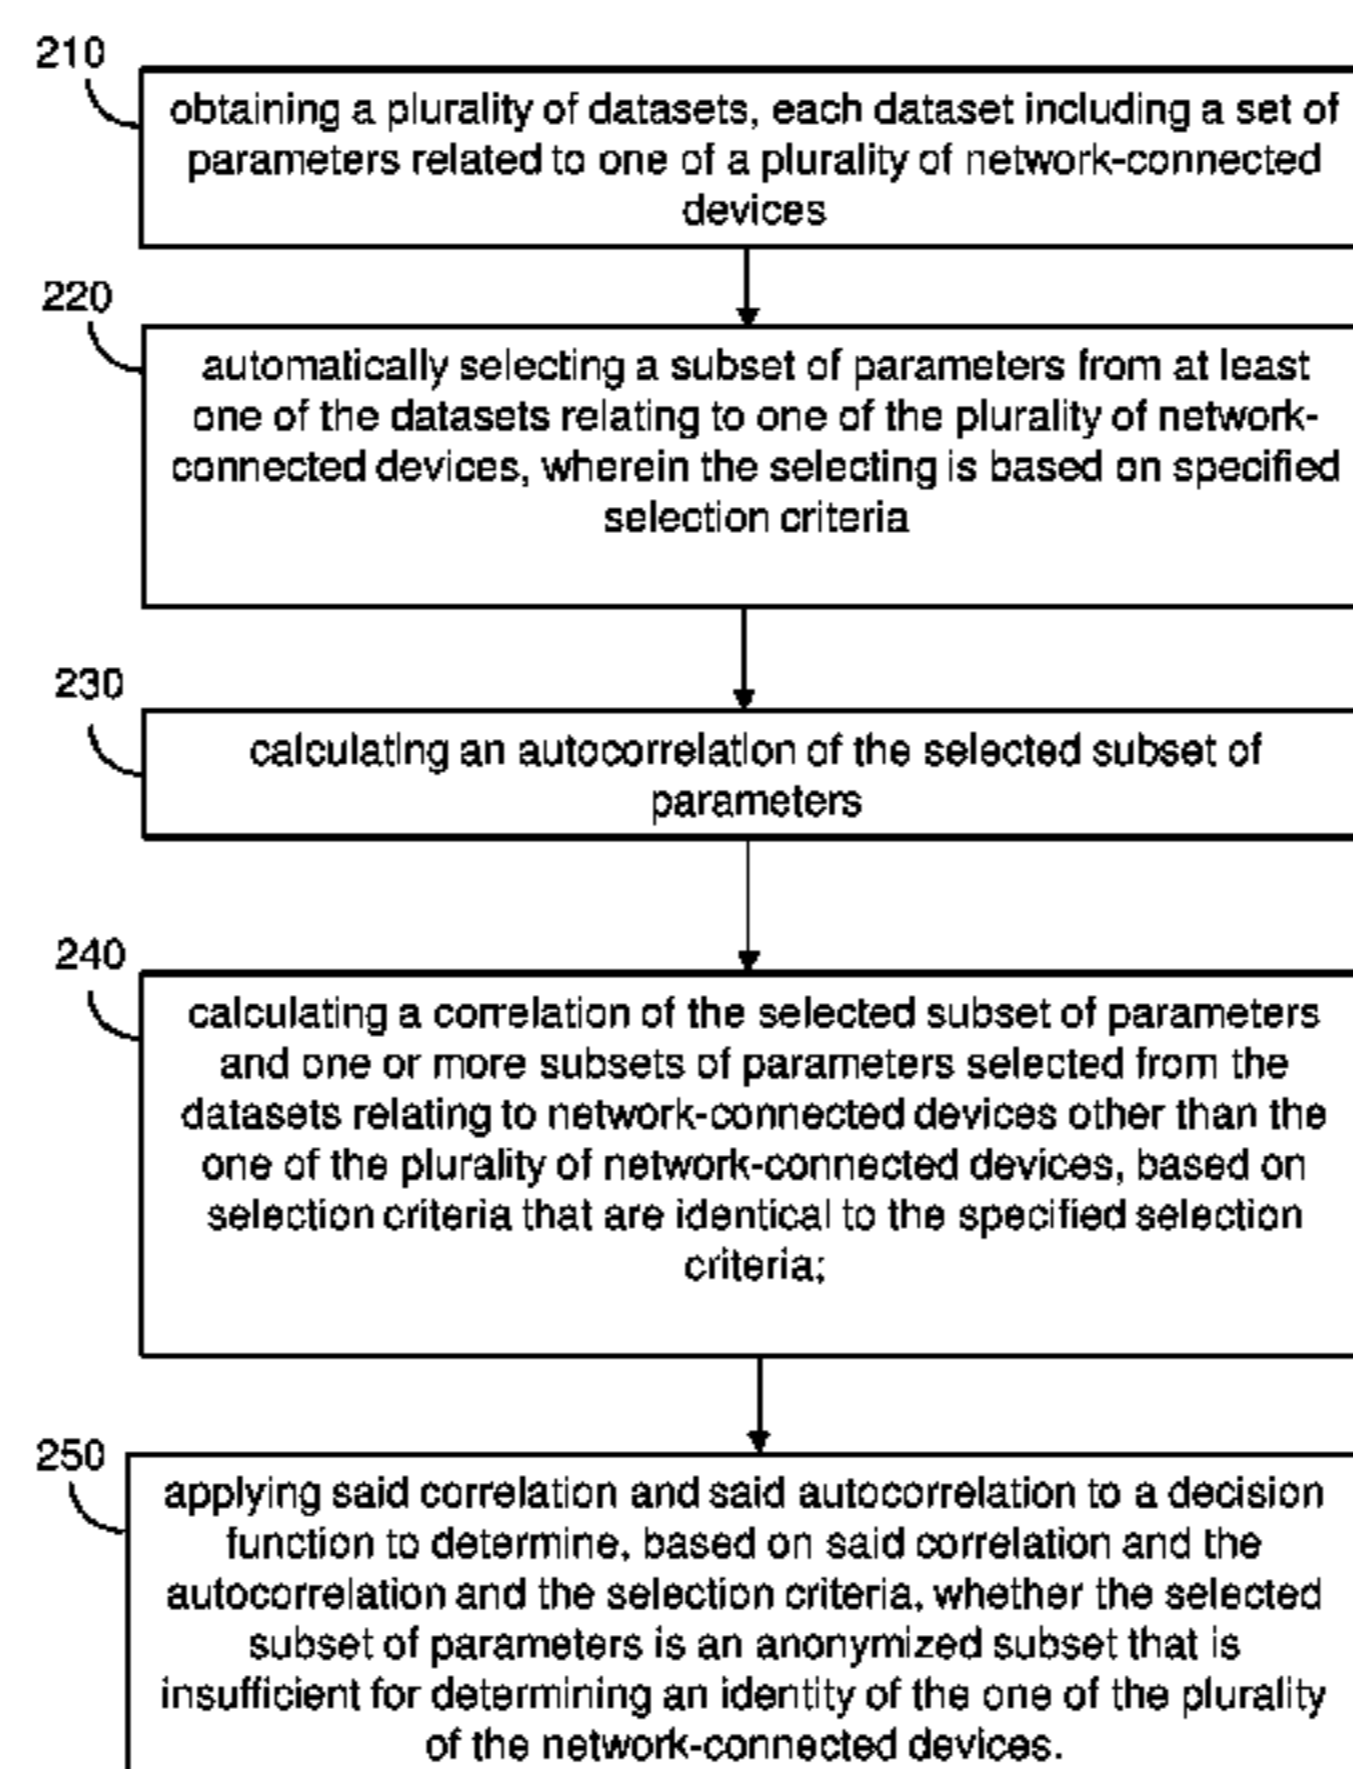 210
obtaining a plurality of datasets, each dataset including a set of
parameters related to one of a plurality of network-connected
devices
220
automatically selecting a subset of parameters from at least
one of the datasets relating to one of the plurality of network-
connected devices, wherein the selecting is based on specified
selection criteria
230
calculating an autocorrelation of the selected subset of
parameters
240
calculating a correlation of the selected subset of parameters
and one or more subsets of parameters selected from the
datasets relating to network-connected devices other than the
one of the plurality of network-connected devices, based on
selection criteria that are identical to the specified selection
criteria;
250
applying said correlation and said autocorrelation to a decision
function to determine, based on said correlation and the
autocorrelation and the selection criteria, whether the selected
subset of parameters is an anonymized subset that is
insufficient for determining an identity of the one of the plurality
of the network-connected devices.